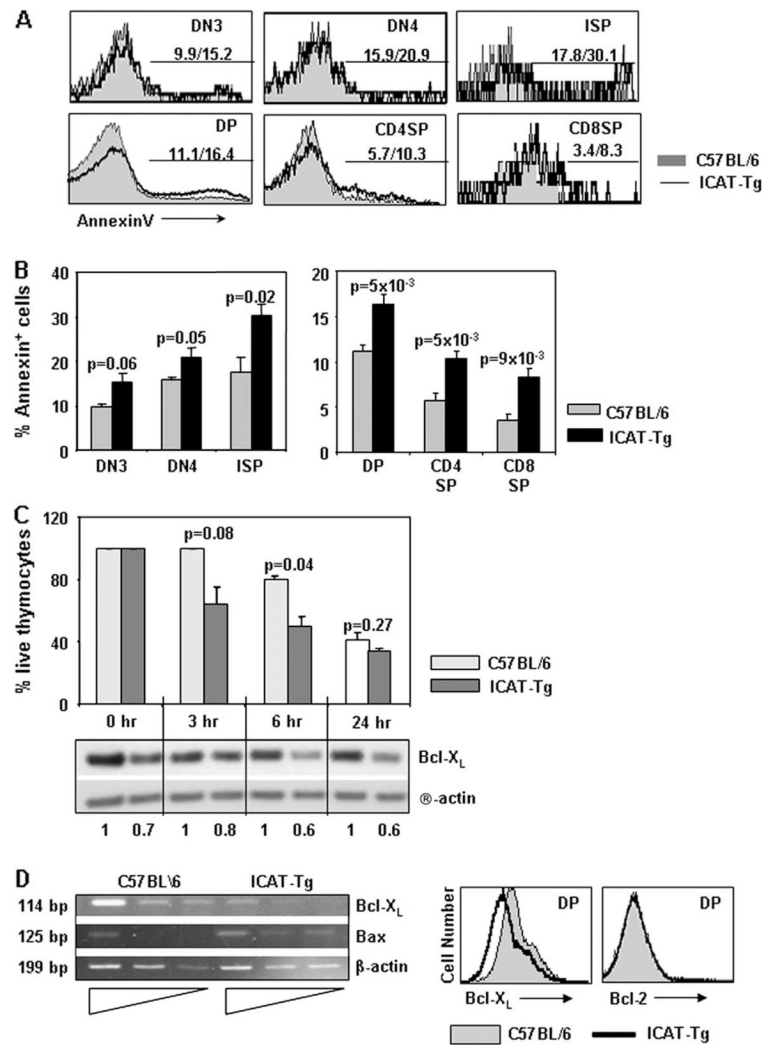 A
DN3
9.9/15.2
DN4
15.9/20.9
ISP
17.8/30.1
DP
11.1/16.4
CD4SP
5.7/10.3
CD8SP
3.4/8.3
C57BL/6
ICAT-Tg
AnnexinV
B
% Annexin+ cells
40
30
20
10
0
p=0.06
p=0.05
p=0.02
DN3
DN4
ISP
20
15
10
5
0
p=5x10-3
p=5x10-3
p=9x10-3
DP
CD4
SP
CD8
SP
C57BL/6
ICAT-Tg
C
% live thymocytes
120
80
40
0
p=0.08
p=0.04
p=0.27
C57BL/6
ICAT-Tg
0 hr
3 hr
6 hr
24 hr
Bcl-XL
®-actin
1 0.7 1 0.8 1 0.6 1 0.6
D
C57BL\6
ICAT-Tg
114 bp
Bcl-XL
125 bp
Bax
199 bp
β-actin
Cell Number
DP
DP
Bcl-XL
Bcl-2
C57BL/6
ICAT-Tg